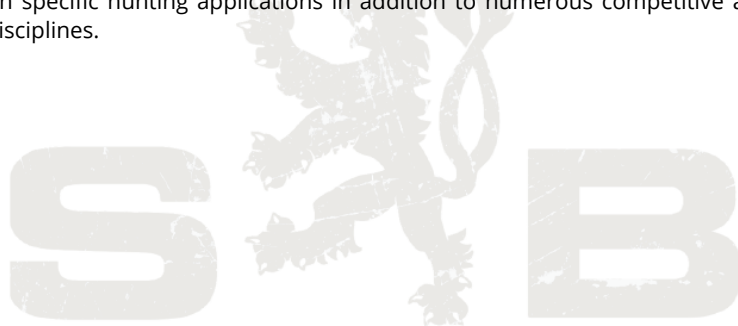 specific hunting applications in addition to numerous competitive
isciplines.
S B